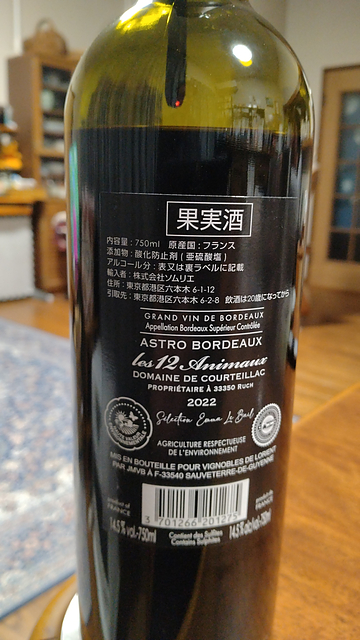 果実酒
内容量：750ml　原産国：フランス
添加物：酸化防止剤（亜硫酸塩）
アルコール分：表又は裏ラベルに記載
輸入者：株式会社ソムリエ
住所：東京都港区六本木6-1-12
引取先：東京都港区六本木6-2-8　飲酒は20歳になってから
GRAND VIN DE BORDEAUX
Appellation Bordeaux Supérieur Contrôlée
ASTRO BORDEAUX
les 12 Animaux
DOMAINE DE COURTEILLAC
PROPRIÉTAIRE À 33350 RUCH
2022
Sélection Emma Le Bail
AGRICULTURE RESPECTUEUSE
DE L'ENVIRONNEMENT
MIS EN BOUTEILLE POUR VIGNOBLES DE LORIENT
PAR JMVB À F-33540 SAUVETERRE-DE-GUYENNE
product of
FRANCE
14.5% vol.-750ml
3 701266 201275
Contient des Sulfites
Contains Sulphites
FRANCE